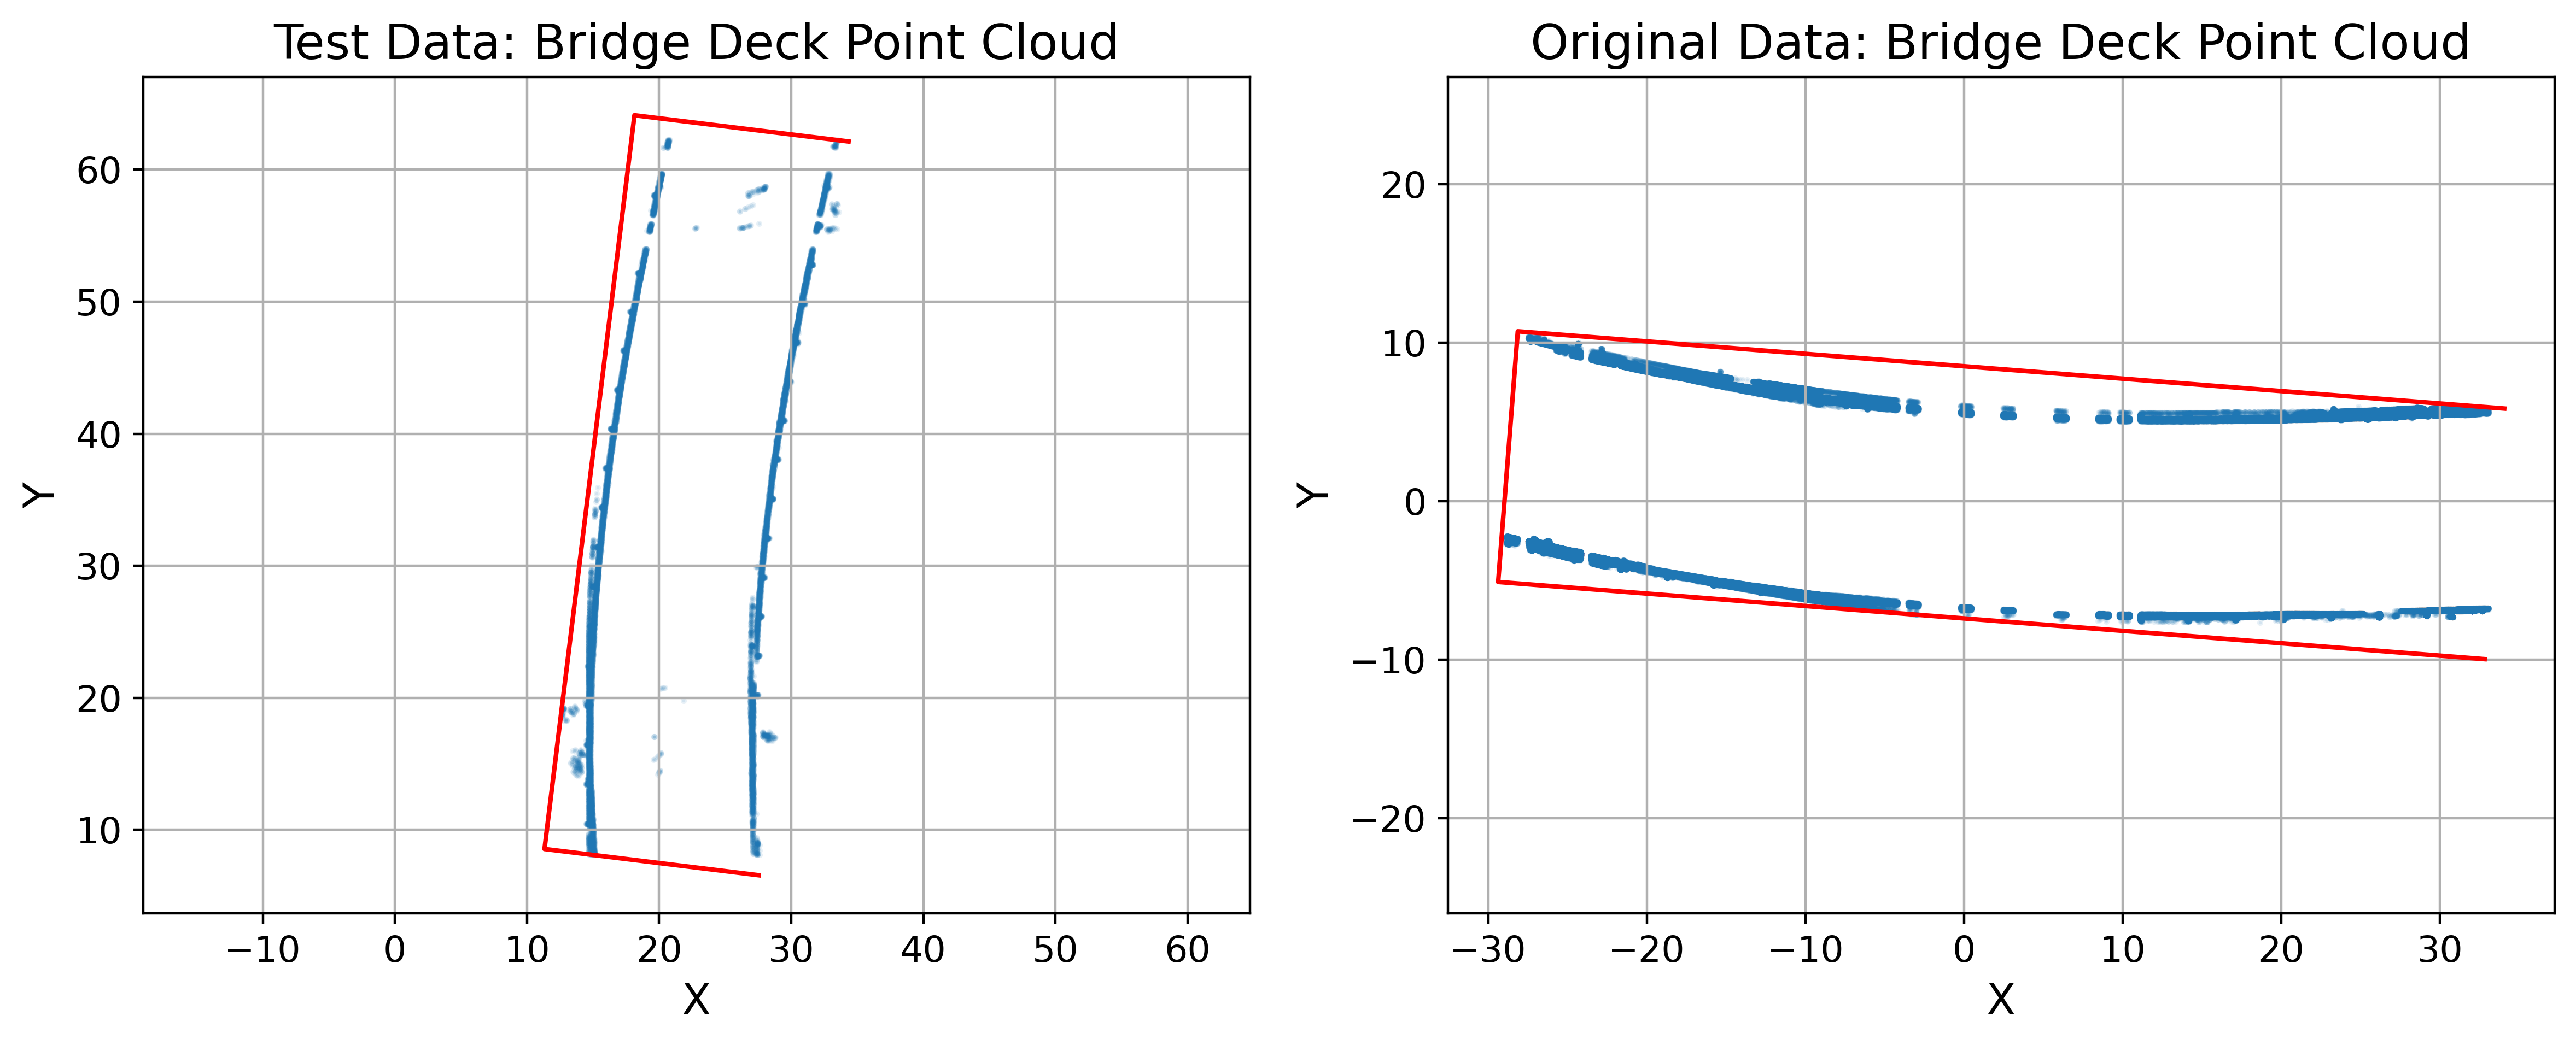 Test Data: Bridge Deck Point Cloud
60
50
40
30
20
10
Y
−10 0 10 20 30 40 50 60
X
Original Data: Bridge Deck Point Cloud
20
10
0
−10
−20
Y
−30 −20 −10 0 10 20 30
X